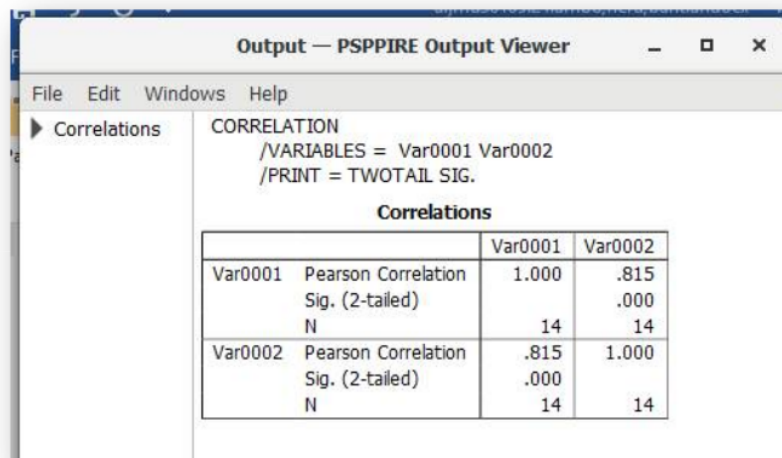 Output — PSPPIRE Output Viewer
File Edit Windows Help
Correlations
CORRELATION
/VARIABLES = Var0001 Var0002
/PRINT = TWOTAIL SIG.
Correlations
Var0001 Var0002
Var0001 Pearson Correlation 1.000 .815
Sig. (2-tailed) .000
N 14 14
Var0002 Pearson Correlation .815 1.000
Sig. (2-tailed) .000
N 14 14